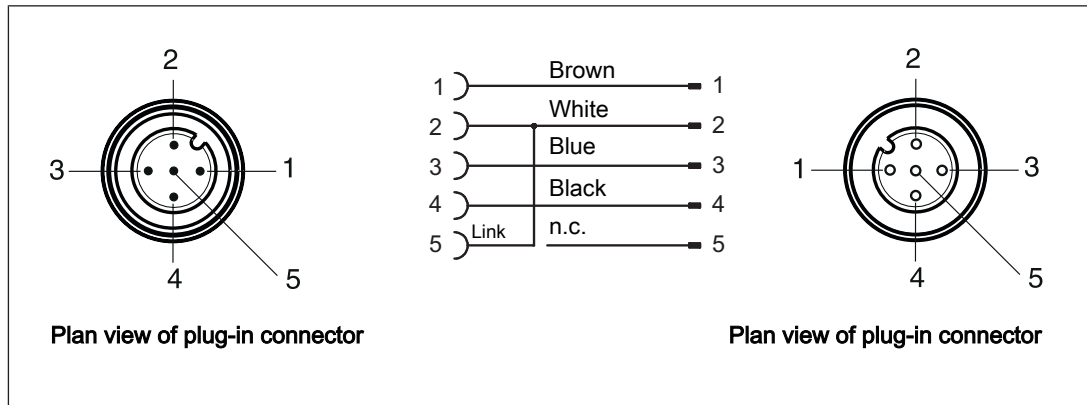 2
3
1
4
5
Plan view of plug-in connector
1 Brown 1
2 White 2
3 Blue 3
4 Black 4
5 Link n.c. 5
2
1
3
4
5
Plan view of plug-in connector